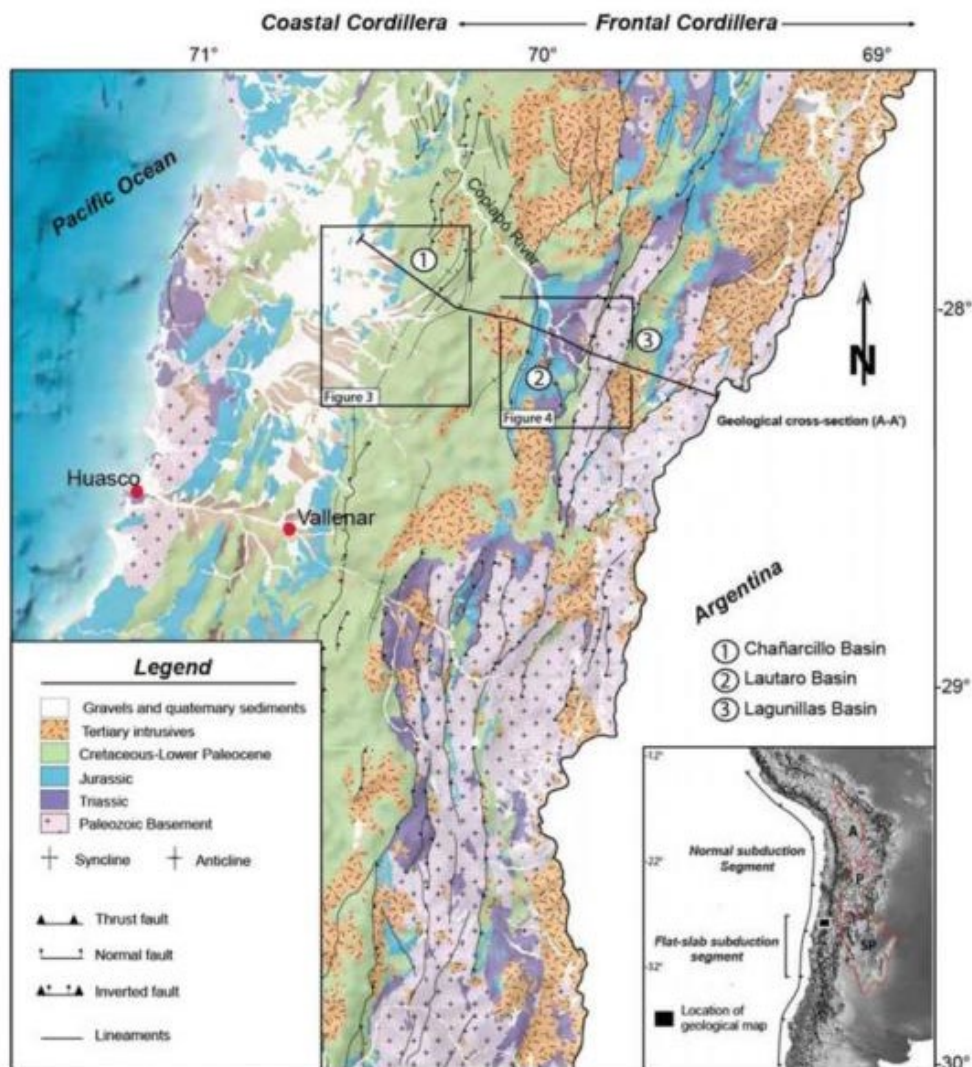 Coastal Cordillera Frontal Cordillera
71° 70° 69°
Pacific Ocean
Copiapó River
1
28°
N
3
2
Figure 3
Figure 4
Geological cross-section (A-A')
Huasco
Vallenar
Argentina
1 Chañarcillo Basin
2 Lautaro Basin
3 Lagunillas Basin
29°
Legend
Gravels and quaternary sediments
Tertiary intrusives
Cretaceous-Lower Paleocene
Jurassic
Triassic
Paleozoic Basement
Syncline Anticline
Thrust fault
Normal fault
Inverted fault
Lineaments
-12°
A
Normal subduction
Segment
-22°
P
Flat-slab subduction
segment
SP
-32°
Location of
geological map
-30°